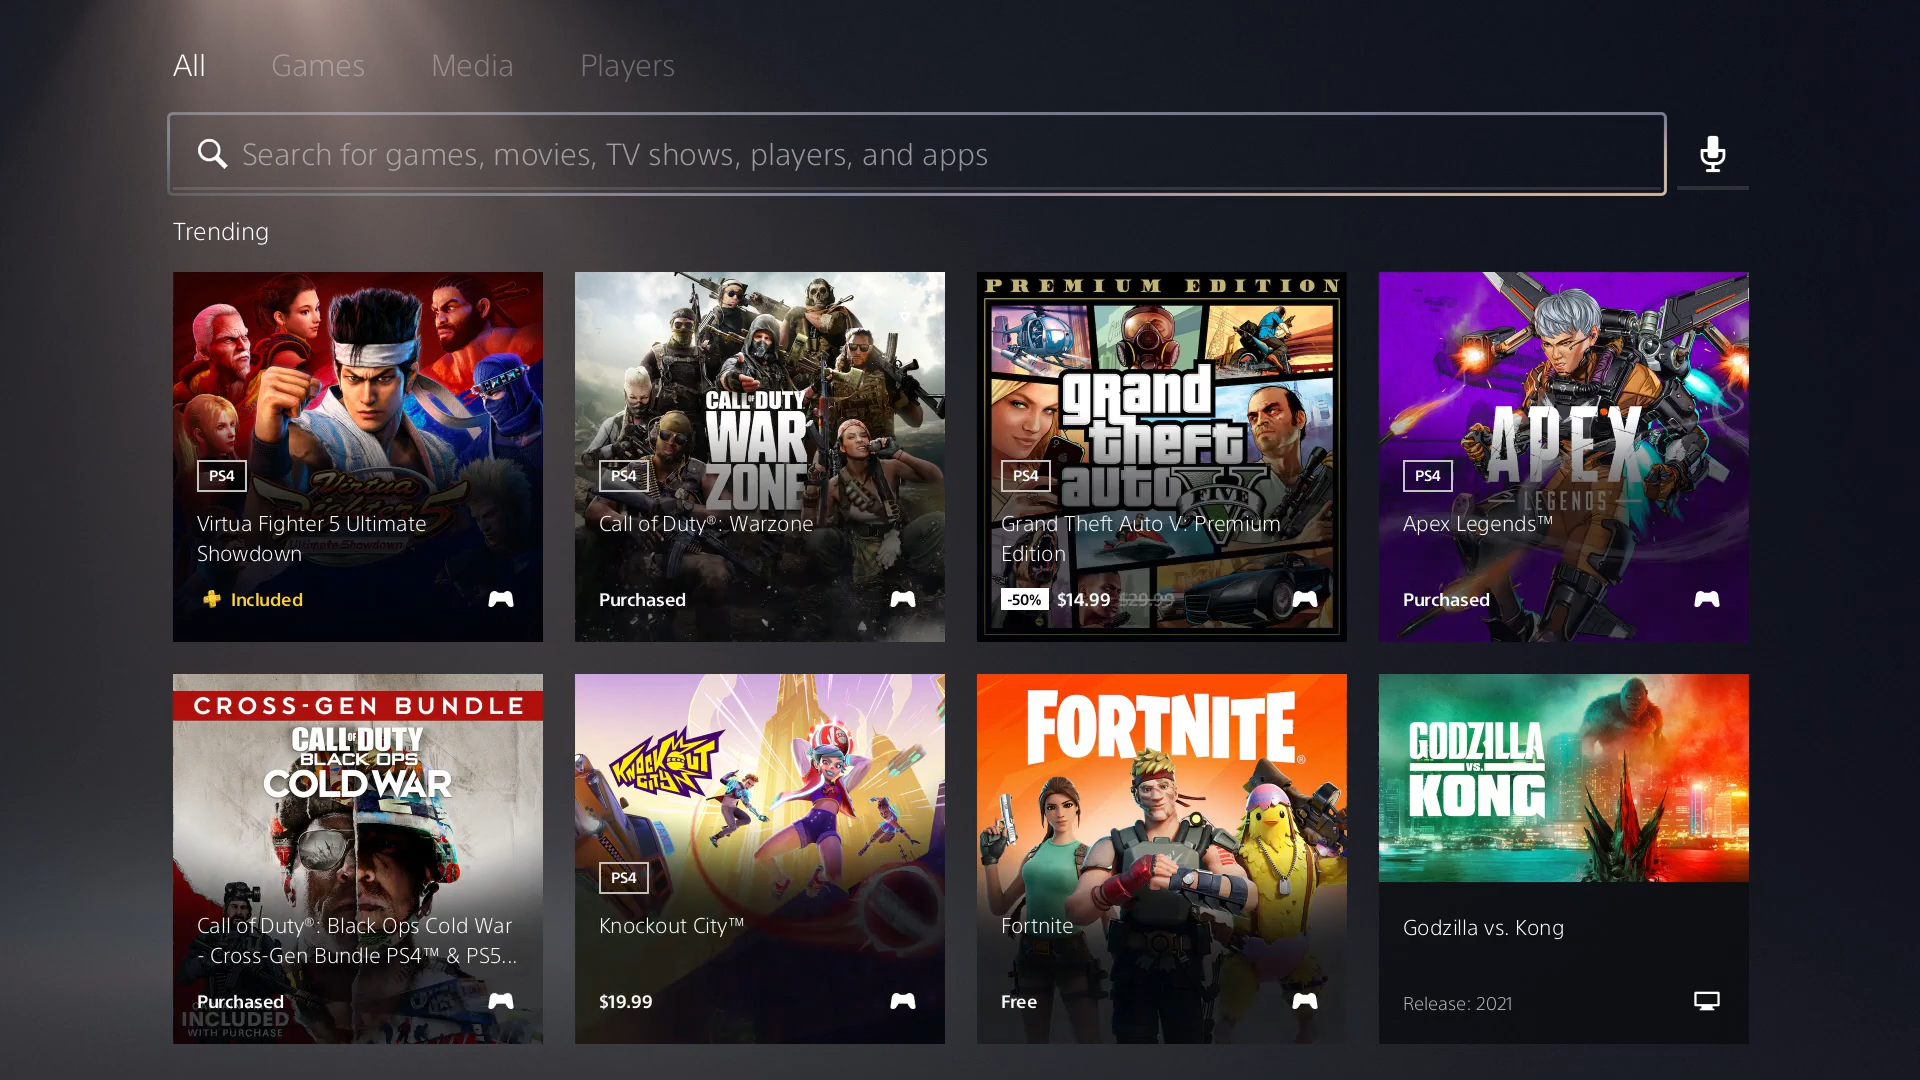 All Games Media Players
Search for games, movies, TV shows, players, and apps
Trending
PS4
Virtua Fighter 5 Ultimate
Showdown
Included
CALL OF DUTY
WAR
ZONE
PS4
Call of Duty®: Warzone
Purchased
PREMIUM EDITION
grand
theft
auto
FIVE
PS4
Grand Theft Auto V: Premium
Edition
-50% $14.99 $29.99
APEX
LEGENDS
PS4
Apex Legends™
Purchased
CROSS-GEN BUNDLE
CALL OF DUTY
BLACK OPS
COLD WAR
Call of Duty®: Black Ops Cold War
- Cross-Gen Bundle PS4™ & PS5...
Purchased
INCLUDED
WITH PURCHASE
KNOCKOUT
CITY
PS4
Knockout City™
$19.99
FORTNITE®
Fortnite
Free
GODZILLA
VS.
KONG
Godzilla vs. Kong
Release: 2021